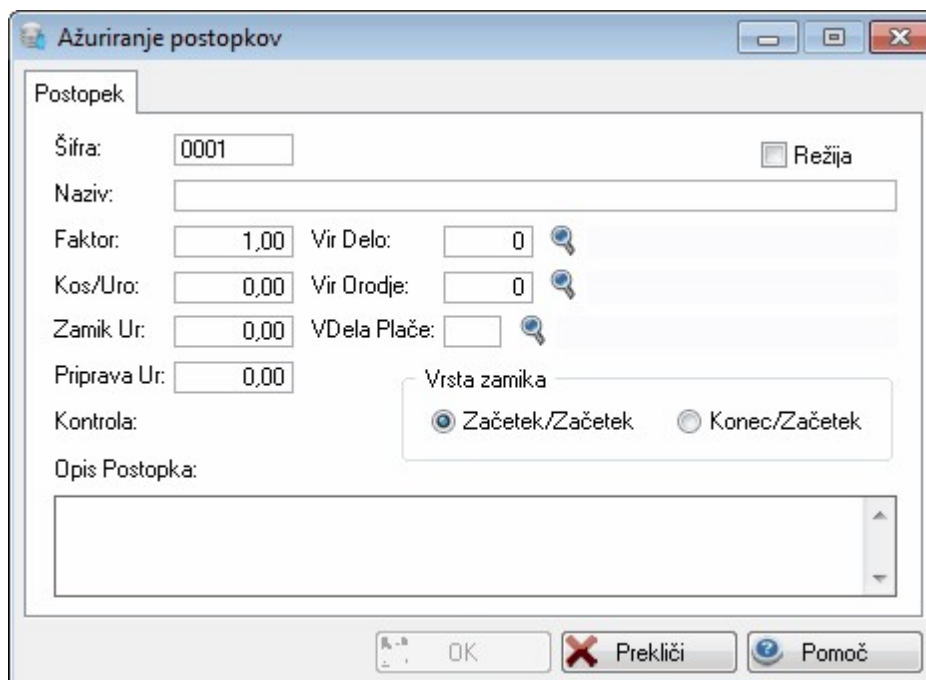 Ažuriranje postopkov
Postopek
Šifra: 0001 Režija
Naziv:
Faktor: 1,00 Vir Delo: 0
Kos/Uro: 0,00 Vir Orodje: 0
Zamik Ur: 0,00 VDela Plače:
Priprava Ur: 0,00 Vrsta zamika
Kontrola: Začetek/Začetek Konec/Začetek
Opis Postopka:
OK Prekliči Pomoč